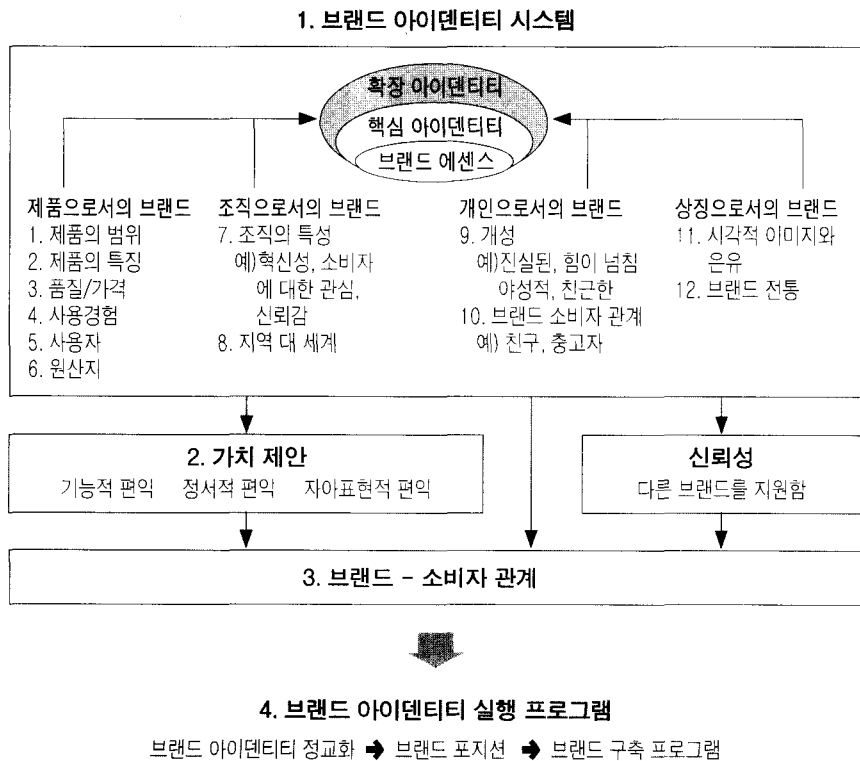 1. 브랜드 아이덴티티 시스템
확장 아이덴티티
핵심 아이덴티티
브랜드 에센스
제품으로서의 브랜드
1. 제품의 범위
2. 제품의 특징
3. 품질/가격
4. 사용경험
5. 사용자
6. 원산지
조직으로서의 브랜드
7. 조직의 특성
예)혁신성, 소비자
에 대한 관심,
신뢰감
8. 지역 대 세계
개인으로서의 브랜드
9. 개성
예)진실된, 힘이 넘침
야성적, 친근한
10. 브랜드 소비자 관계
예) 친구, 충고자
상징으로서의 브랜드
11. 시각적 이미지와
은유
12. 브랜드 전통
2. 가치 제안
기능적 편익 정서적 편익 자아표현적 편익
신뢰성
다른 브랜드를 지원함
3. 브랜드 – 소비자 관계
4. 브랜드 아이덴티티 실행 프로그램
브랜드 아이덴티티 정교화 ➡ 브랜드 포지션 ➡ 브랜드 구축 프로그램